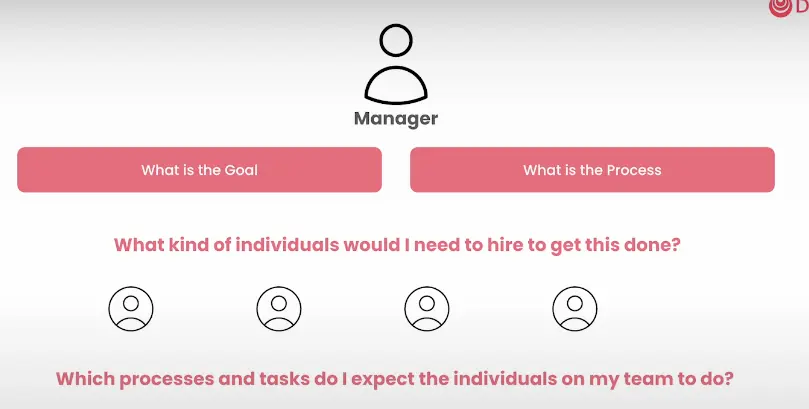 D
Manager
What is the Goal
What is the Process
What kind of individuals would I need to hire to get this done?
Which processes and tasks do I expect the individuals on my team to do?